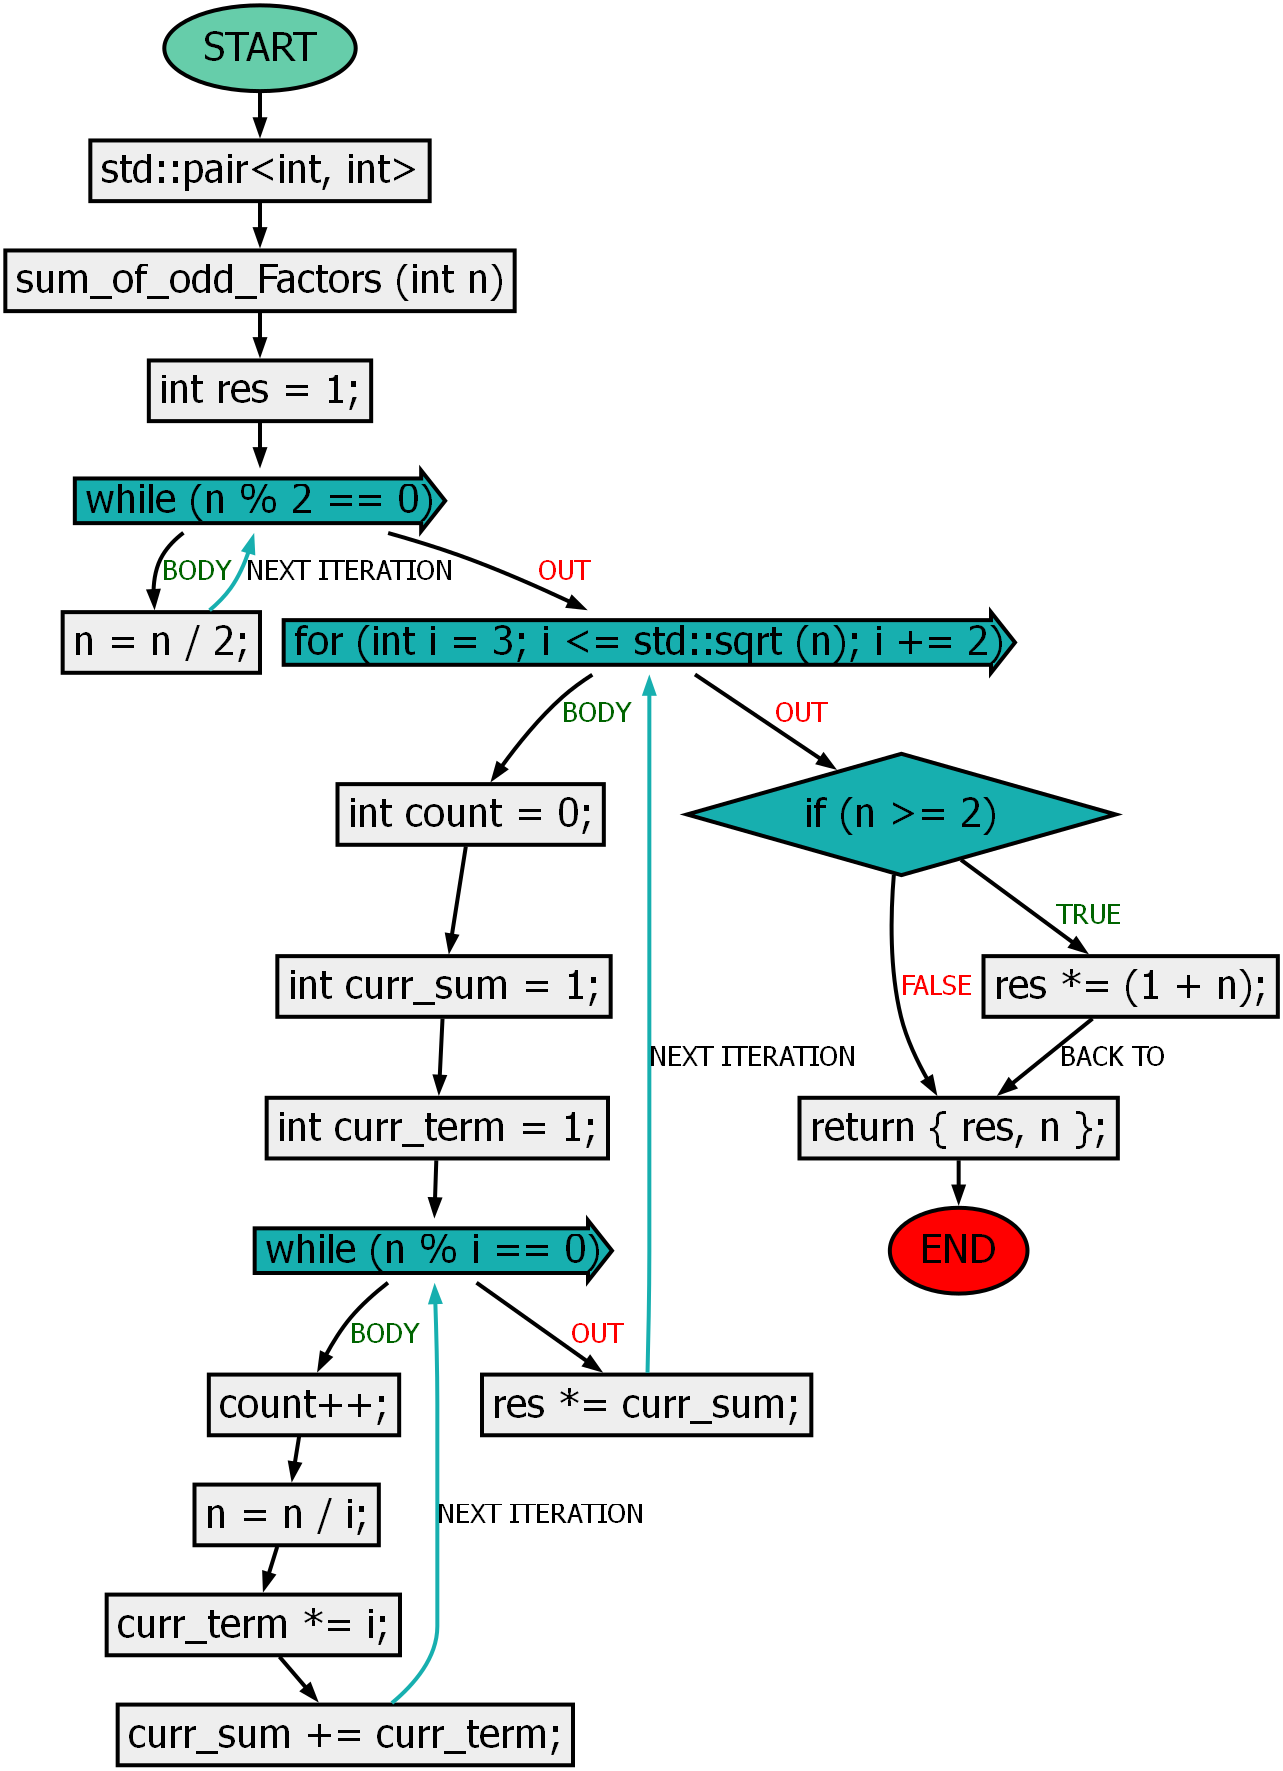 START
std::pair<int, int>
sum_of_odd_Factors (int n)
int res = 1;
while (n % 2 == 0)
BODY
NEXT ITERATION
OUT
n = n / 2;
for (int i = 3; i <= std::sqrt (n); i += 2)
BODY
OUT
int count = 0;
if (n >= 2)
TRUE
int curr_sum = 1;
FALSE
res *= (1 + n);
NEXT ITERATION
BACK TO
int curr_term = 1;
return { res, n };
while (n % i == 0)
END
BODY
OUT
count++;
res *= curr_sum;
n = n / i;
NEXT ITERATION
curr_term *= i;
curr_sum += curr_term;